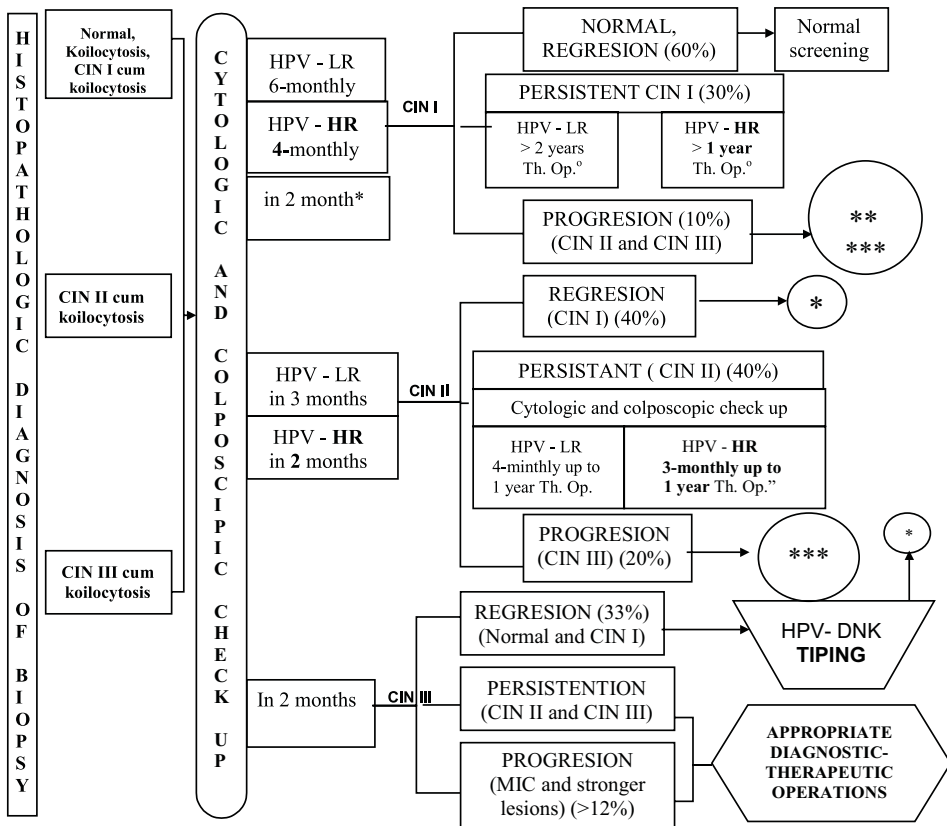 HISTOPATHOLOGIC DIAGNOSIS OF BIOPSY
Normal,
Koilocytosis,
CIN I cum
koilocytosis
CIN II cum
koilocytosis
CIN III cum
koilocytosis
CYTOLOGIC AND COLPOSCIPIC CHECK UP
HPV - LR
6-monthly
HPV - HR
4-monthly
in 2 month*
CIN I
NORMAL,
REGRESION (60%)
Normal
screening
PERSISTENT CIN I (30%)
HPV - LR
> 2 years
Th. Op.º
HPV - HR
> 1 year
Th. Op.º
PROGRESION (10%)
(CIN II and CIN III)
**
***
HPV - LR
in 3 months
HPV - HR
in 2 months
CIN II
REGRESION
(CIN I) (40%)
*
PERSISTANT ( CIN II) (40%)
Cytologic and colposcopic check up
HPV - LR
4-minthly up to
1 year Th. Op.
HPV - HR
3-monthly up to
1 year Th. Op.”
PROGRESION
(CIN III) (20%)
***
*
In 2 months
CIN III
REGRESION (33%)
(Normal and CIN I)
HPV- DNK
TIPING
PERSISTENTION
(CIN II and CIN III)
PROGRESION
(MIC and stronger
lesions) (>12%)
APPROPRIATE
DIAGNOSTIC-
THERAPEUTIC
OPERATIONS